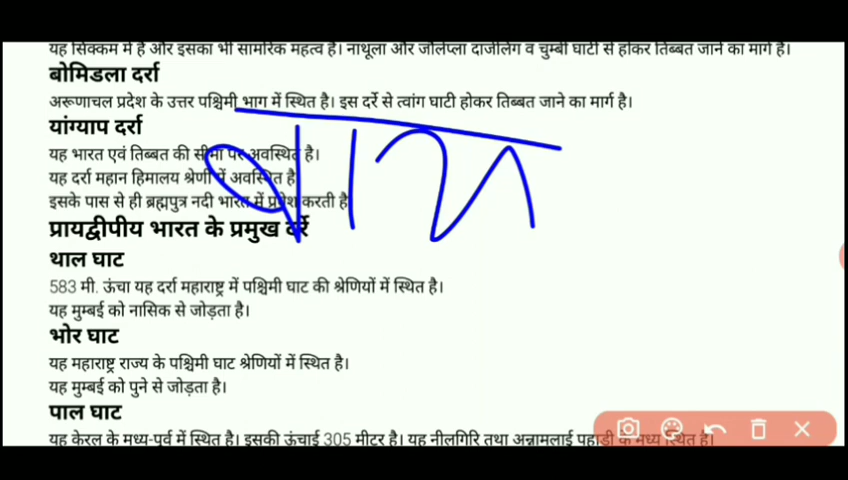 यह सिक्कम में है और इसका भी सामरिक महत्व है। नाथूला और जोलेप्ला दार्जीलिंग व चुम्बी घाटी से होकर तिब्बत जाने का मार्ग है।
बोमिडला दर्रा
अरूणाचल प्रदेश के उत्तर पश्चिमी भाग में स्थित है। इस दर्रे से त्वांग घाटी होकर तिब्बत जाने का मार्ग है।
यांग्याप दर्रा
यह भारत एवं तिब्बत की सीमा पर अवस्थित है।
यह दर्रा महान हिमालय श्रेणी में अवस्थित है
इसके पास से ही ब्रह्मपुत्र नदी भारत में प्रवेश करती है
प्रायद्वीपीय भारत के प्रमुख दर्रे
थाल घाट
583 मी. ऊंचा यह दर्रा महाराष्ट्र में पश्चिमी घाट की श्रेणियों में स्थित है।
यह मुम्बई को नासिक से जोड़ता है।
भोर घाट
यह महाराष्ट्र राज्य के पश्चिमी घाट श्रेणियों में स्थित है।
यह मुम्बई को पुने से जोड़ता है।
पाल घाट
यह केरल के मध्य-पूर्व में स्थित है। इसकी ऊंचाई 305 मीटर है। यह नीलगिरि तथा अन्नामलाई पहाड़ी के मध्य स्थित है।